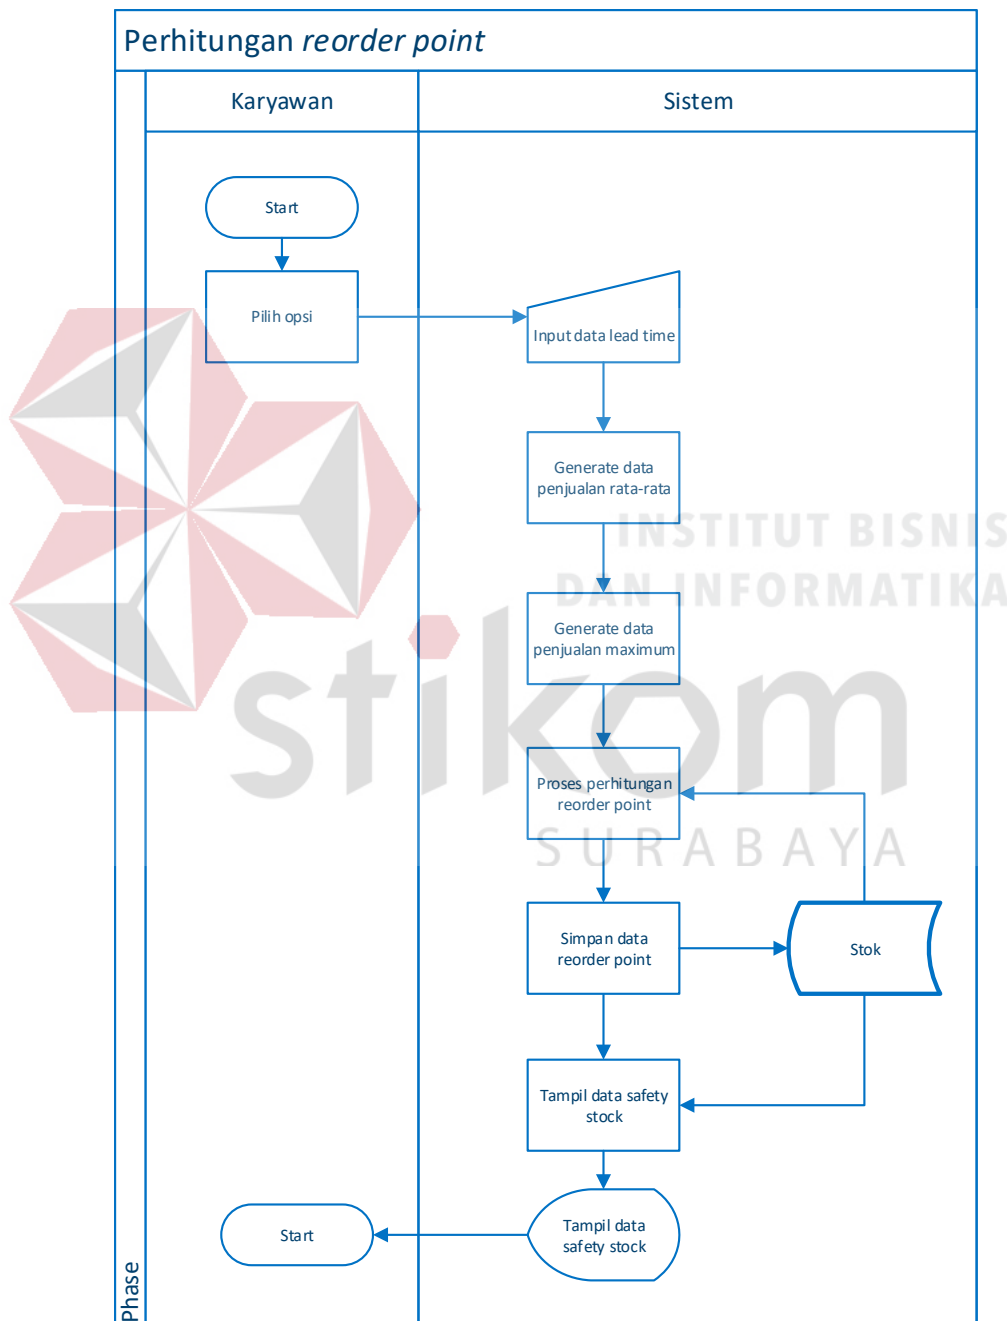 Perhitungan reorder point
Karyawan
Sistem
Start
Pilih opsi
Input data lead time
Generate data
penjualan rata-rata
INSTITUT BISNIS
DAN INFORMATIKA
Generate data
penjualan maximum
stikom
Proses perhitungan
reorder point
SURABAYA
Simpan data
reorder point
Stok
Tampil data safety
stock
Tampil data
safety stock
Start
Phase